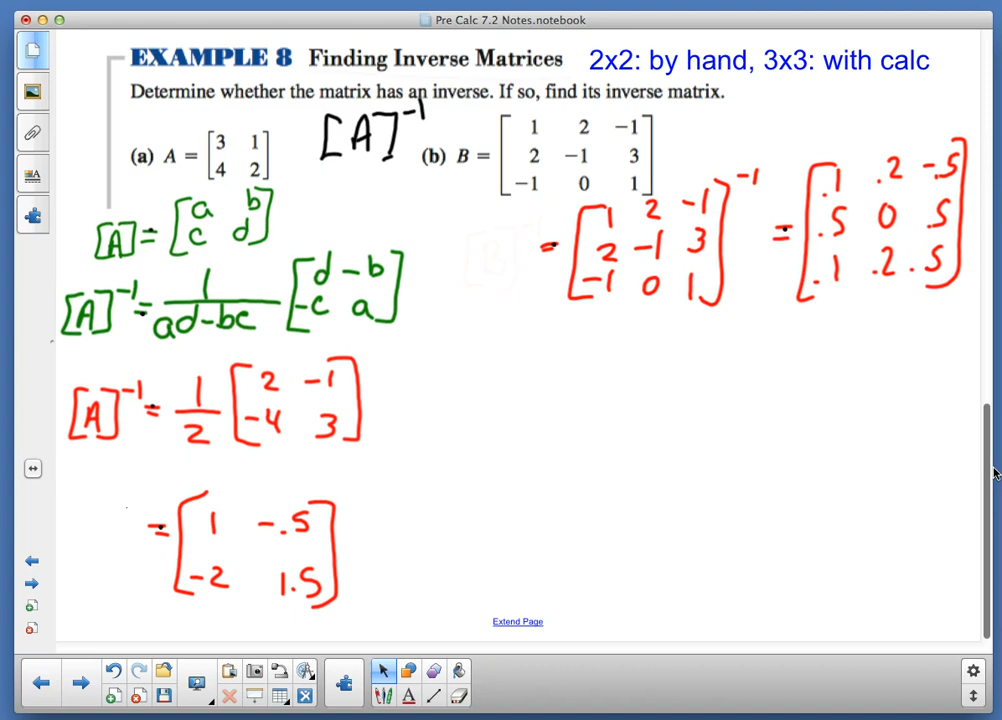 Pre Calc 7.2 Notes.notebook
EXAMPLE 8 Finding Inverse Matrices 2x2: by hand, 3x3: with calc
Determine whether the matrix has an inverse. If so, find its inverse matrix.
[A]⁻¹
(a) A = [3 1
4 2]
(b) B = [1 2 −1
2 −1 3
−1 0 1]
[A] = [a b
c d]
[A]⁻¹ = 1/(ad-bc) [d -b
-c a]
[A]⁻¹ = 1/2 [2 -1
-4 3]
= [1 -.5
-2 1.5]
= [1 2 -1
2 -1 3
-1 0 1]⁻¹
= [.1 .2 -.5
.5 0 .5
.1 .2 .5]
Extend Page